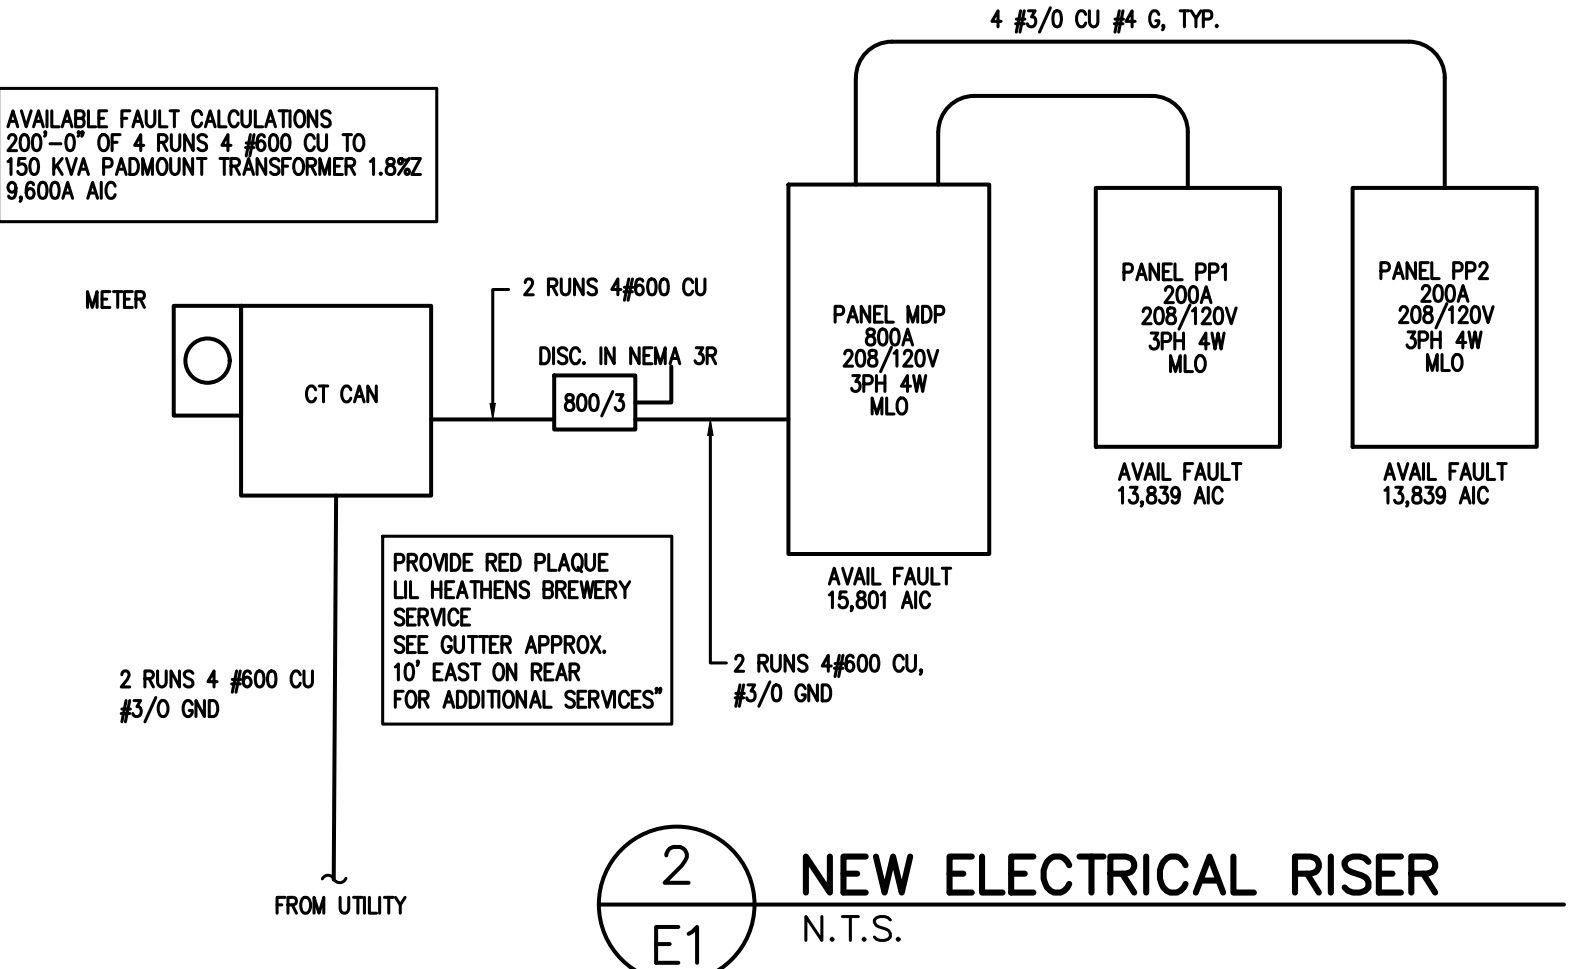 4 #3/0 CU #4 G, TYP.
AVAILABLE FAULT CALCULATIONS
200'-0" OF 4 RUNS 4 #600 CU TO
150 KVA PADMOUNT TRANSFORMER 1.8%Z
9,600A AIC
METER
CT CAN
2 RUNS 4#600 CU
DISC. IN NEMA 3R
800/3
PANEL MDP
800A
208/120V
3PH 4W
MLO
AVAIL FAULT
15,801 AIC
PANEL PP1
200A
208/120V
3PH 4W
MLO
AVAIL FAULT
13,839 AIC
PANEL PP2
200A
208/120V
3PH 4W
MLO
AVAIL FAULT
13,839 AIC
PROVIDE RED PLAQUE
LIL HEATHENS BREWERY
SERVICE
SEE GUTTER APPROX.
10' EAST ON REAR
FOR ADDITIONAL SERVICES"
2 RUNS 4#600 CU,
#3/0 GND
2 RUNS 4 #600 CU
#3/0 GND
FROM UTILITY
2
E1
NEW ELECTRICAL RISER
N.T.S.